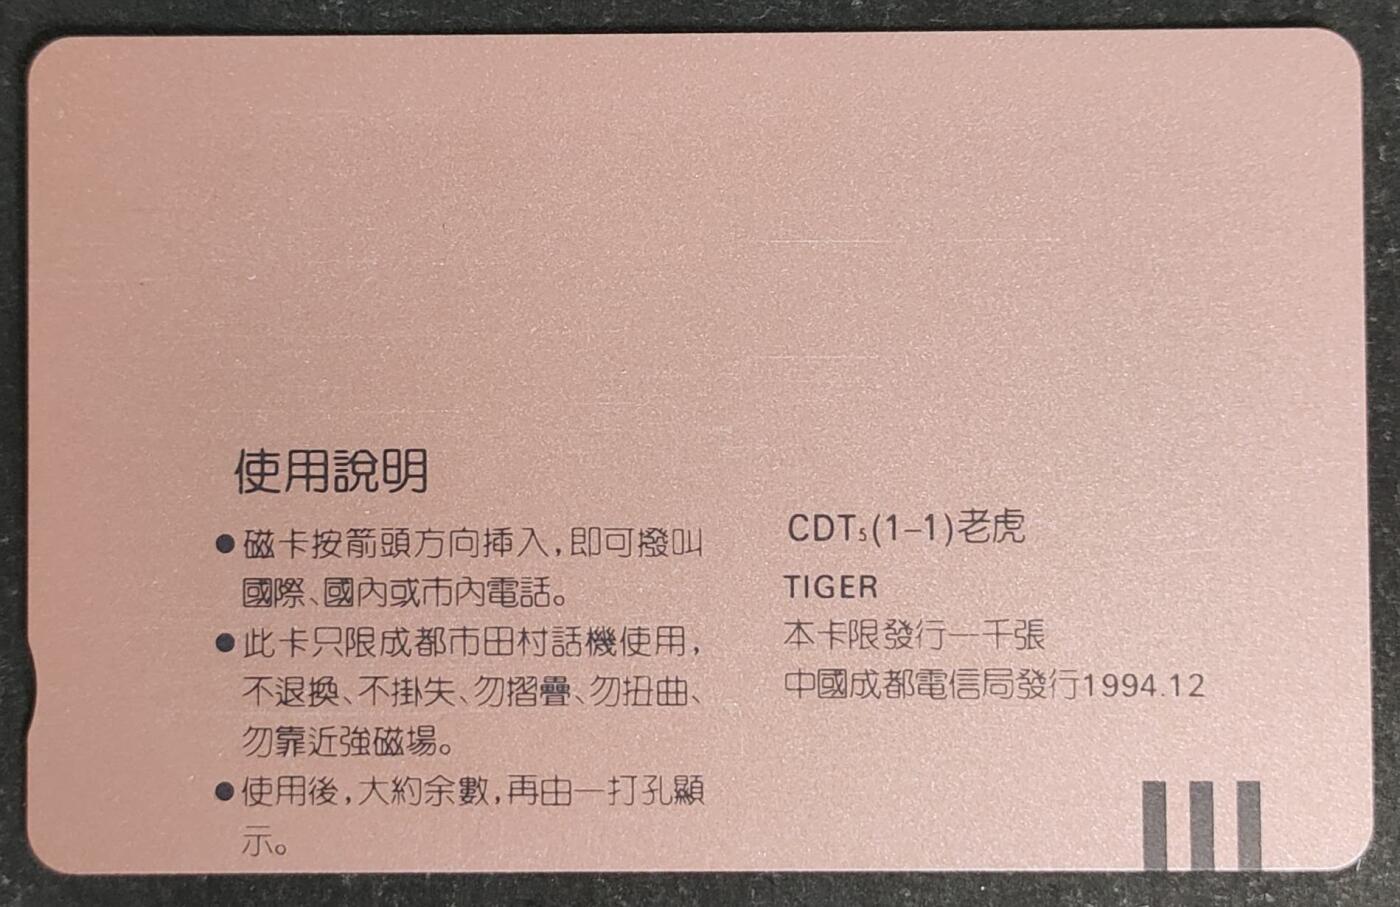 使用說明
●磁卡按箭頭方向挿入,即可撥叫
國際、國內或市內電話。
●此卡只限成都市田村話機使用,
不退換、不掛失、勿摺疊、勿扭曲、
勿靠近強磁場。
●使用後,大約余數,再由一打孔顯
示。
CDT₅(1-1)老虎
TIGER
本卡限發行一千張
中國成都電信局發行1994.12